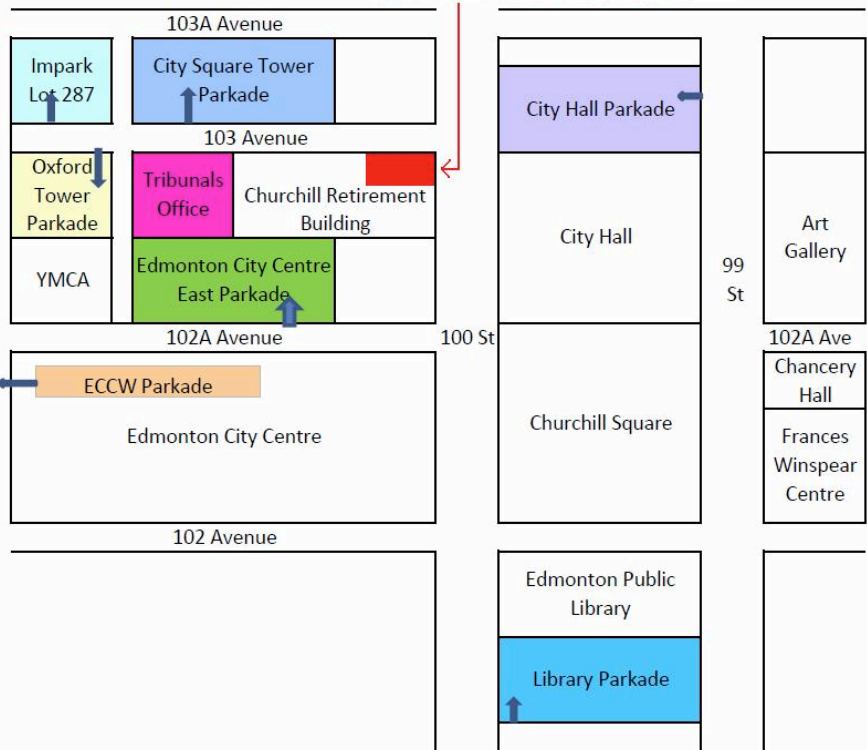 103A Avenue
Impark
Lot 287
City Square Tower
Parkade
City Hall Parkade
103 Avenue
Oxford
Tower
Parkade
Tribunals
Office
Churchill Retirement
Building
City Hall
Art
Gallery
YMCA
Edmonton City Centre
East Parkade
99
St
102A Avenue
100 St
102A Ave
ECCW Parkade
Edmonton City Centre
Churchill Square
Chancery
Hall
Frances
Winspear
Centre
102 Avenue
Edmonton Public
Library
Library Parkade